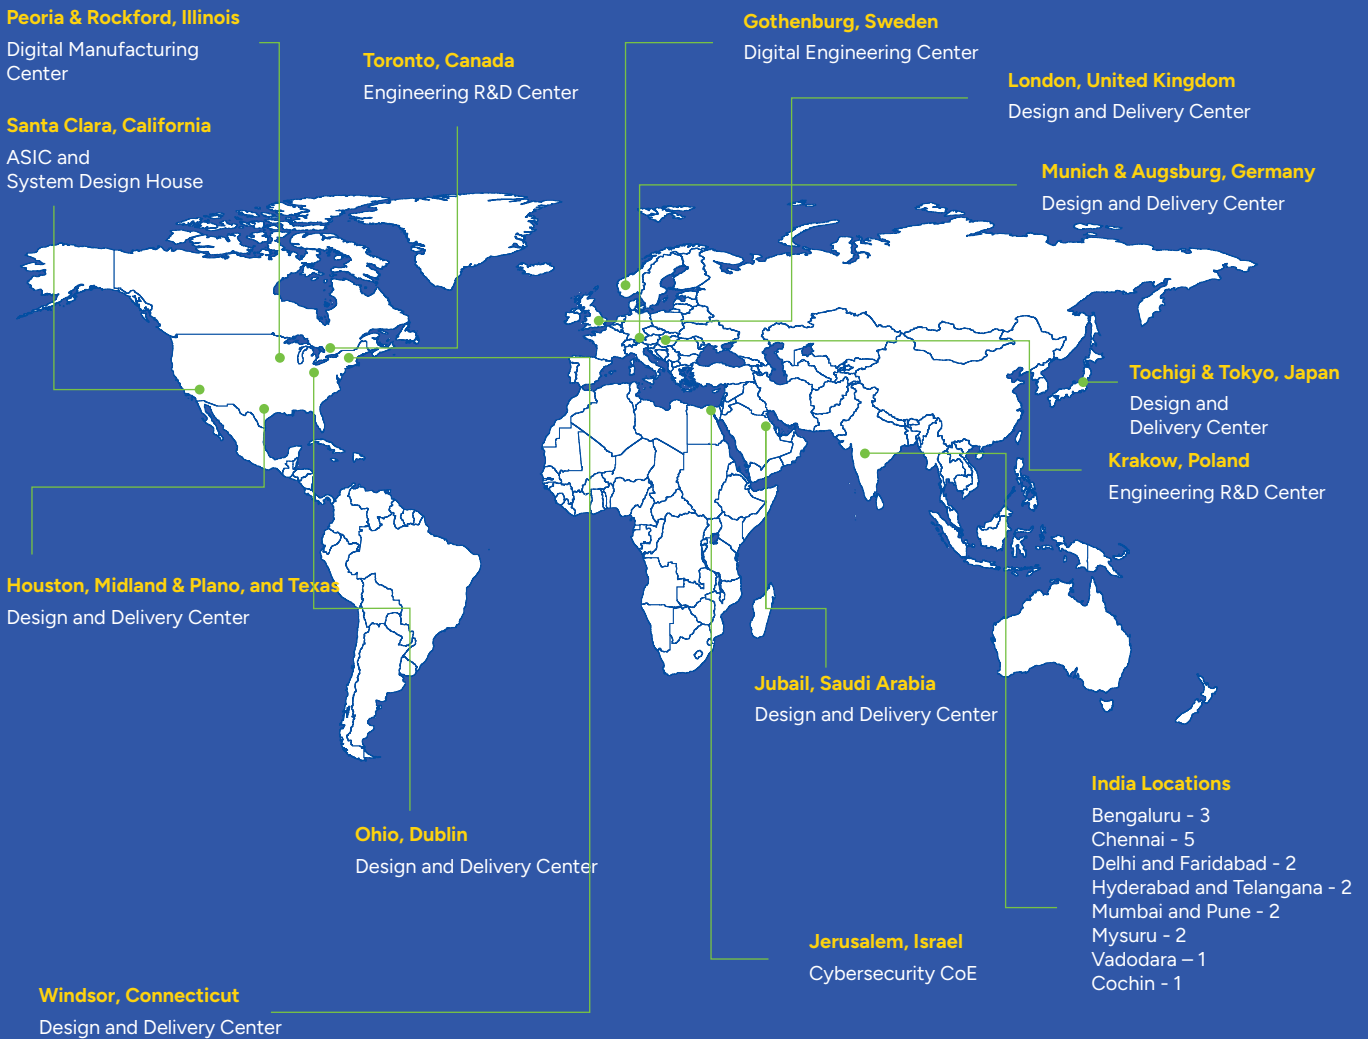 Peoria & Rockford, Illinois
Digital Manufacturing
Center
Santa Clara, California
ASIC and
System Design House
Toronto, Canada
Engineering R&D Center
Gothenburg, Sweden
Digital Engineering Center
London, United Kingdom
Design and Delivery Center
Munich & Augsburg, Germany
Design and Delivery Center
Tochigi & Tokyo, Japan
Design and
Delivery Center
Krakow, Poland
Engineering R&D Center
Houston, Midland & Plano, and Texas
Design and Delivery Center
Jubail, Saudi Arabia
Design and Delivery Center
Ohio, Dublin
Design and Delivery Center
India Locations
Bengaluru - 3
Chennai - 5
Delhi and Faridabad - 2
Hyderabad and Telangana - 2
Mumbai and Pune - 2
Mysuru - 2
Vadodara – 1
Cochin - 1
Jerusalem, Israel
Cybersecurity CoE
Windsor, Connecticut
Design and Delivery Center